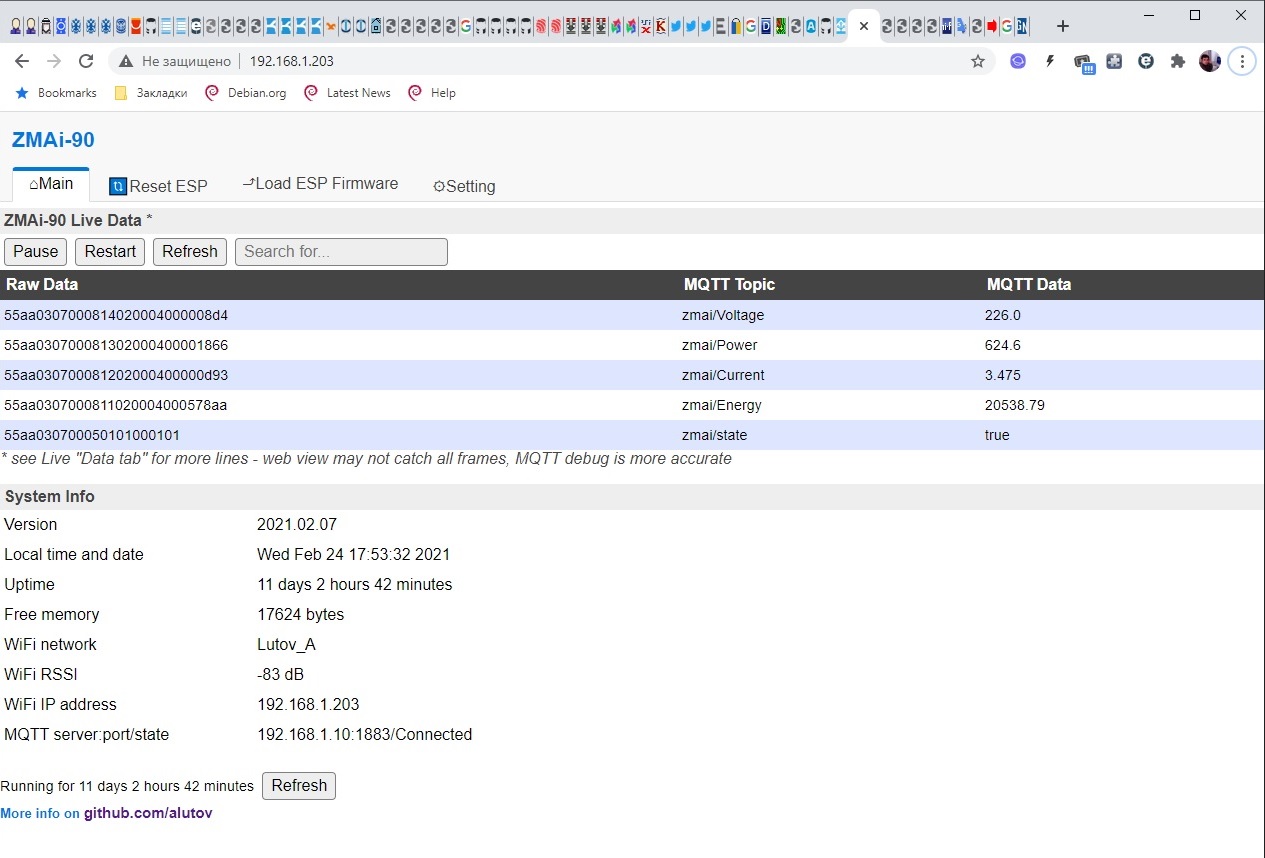 Не защищено 192.168.1.203
Bookmarks Закладки Debian.org Latest News Help
ZMAi-90
Main Reset ESP Load ESP Firmware Setting
ZMAi-90 Live Data *
Pause Restart Refresh Search for...
Raw Data MQTT Topic MQTT Data
55aa0307000814020004000008d4 zmai/Voltage 226.0
55aa030700081302000400001866 zmai/Power 624.6
55aa030700081202000400000d93 zmai/Current 3.475
55aa0307000811020004000578aa zmai/Energy 20538.79
55aa030700050101000101 zmai/state true
* see Live "Data tab" for more lines - web view may not catch all frames, MQTT debug is more accurate
System Info
Version 2021.02.07
Local time and date Wed Feb 24 17:53:32 2021
Uptime 11 days 2 hours 42 minutes
Free memory 17624 bytes
WiFi network Lutov_A
WiFi RSSI -83 dB
WiFi IP address 192.168.1.203
MQTT server:port/state 192.168.1.10:1883/Connected
Running for 11 days 2 hours 42 minutes Refresh
More info on github.com/alutov